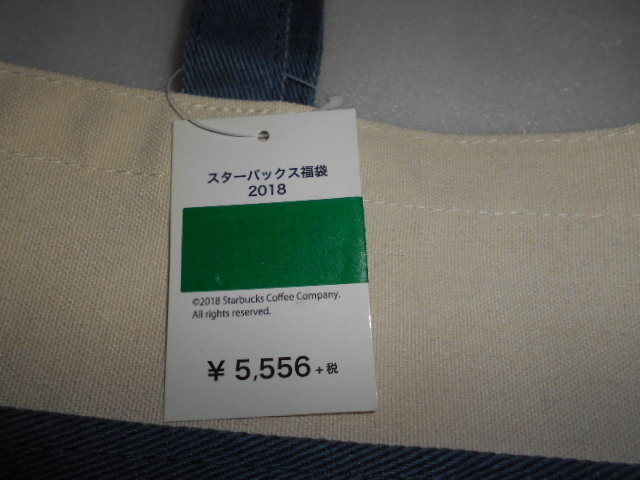 スターバックス福袋
2018
©2018 Starbucks Coffee Company.
All rights reserved.
¥ 5,556 +税